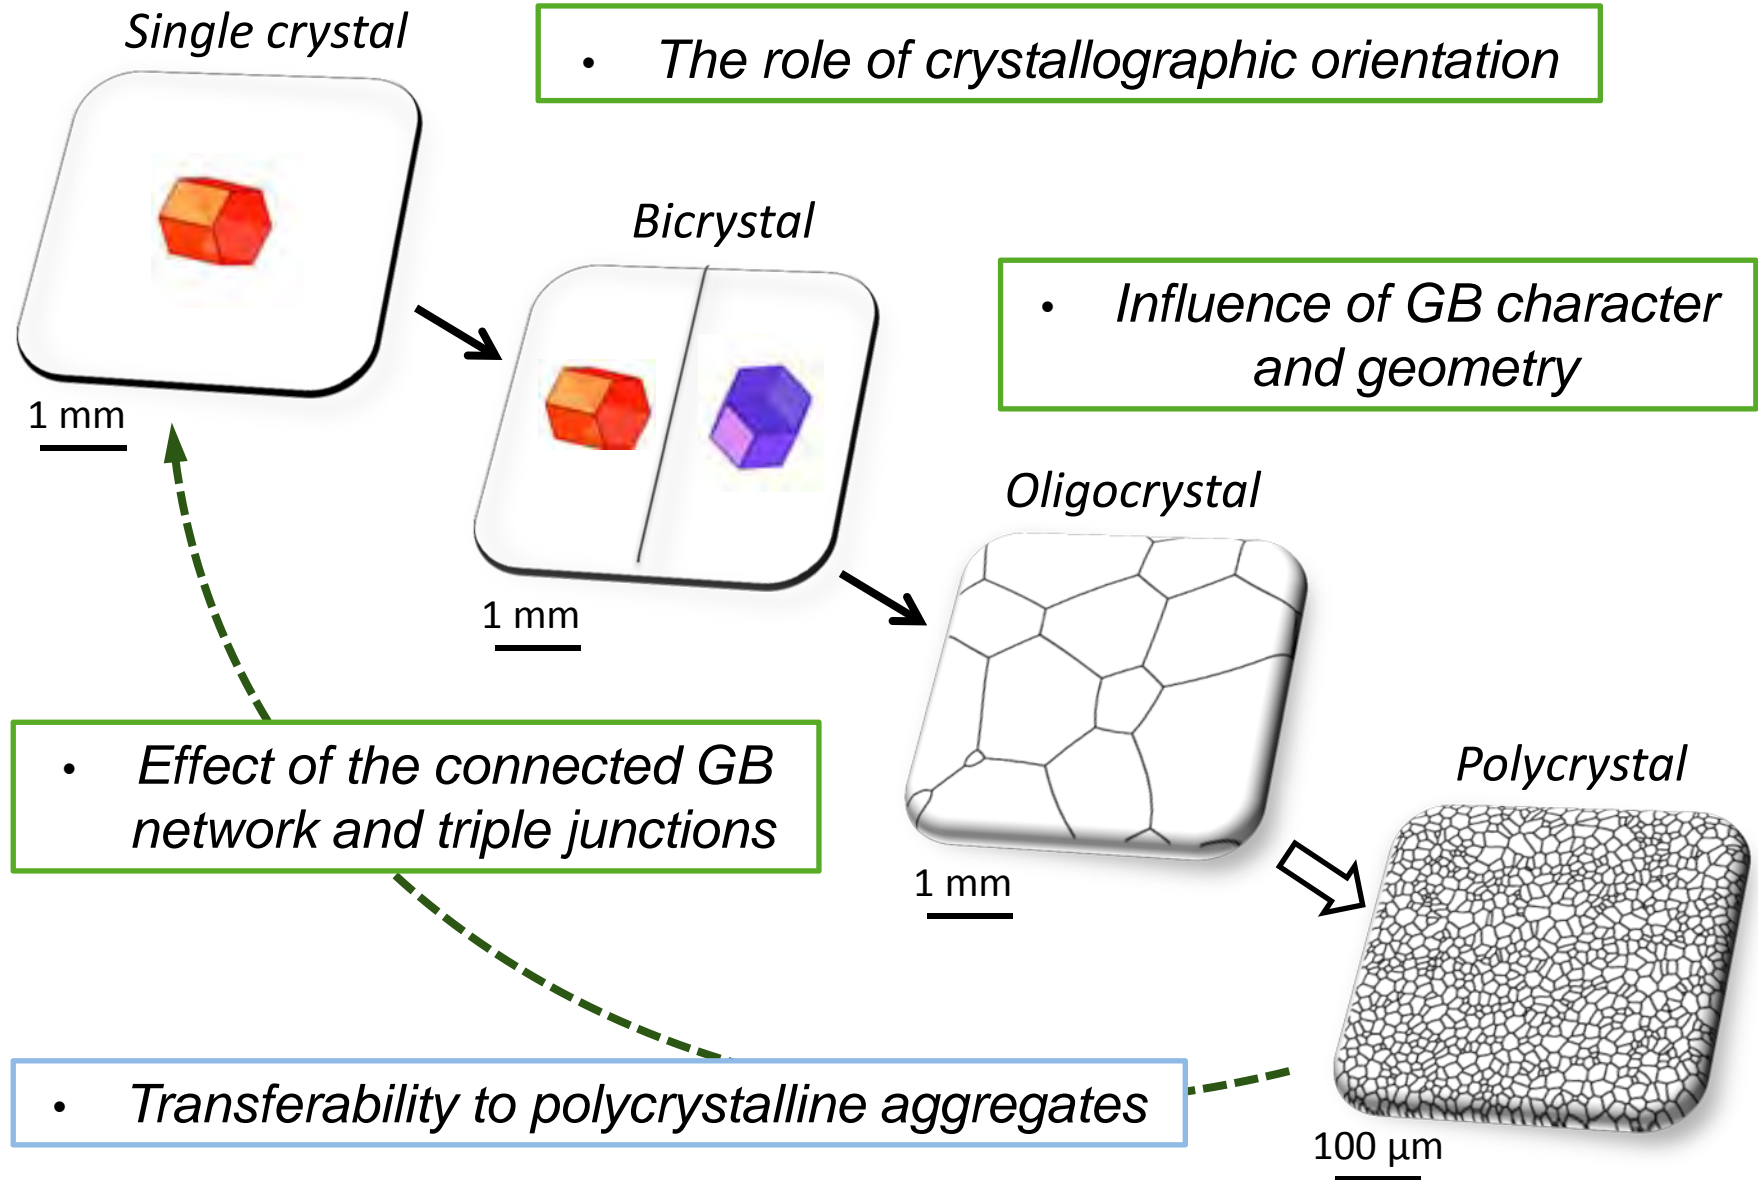 Single crystal
• The role of crystallographic orientation
Bicrystal
• Influence of GB character
and geometry
1 mm
Oligocrystal
1 mm
• Effect of the connected GB
network and triple junctions
Polycrystal
1 mm
• Transferability to polycrystalline aggregates
100 µm